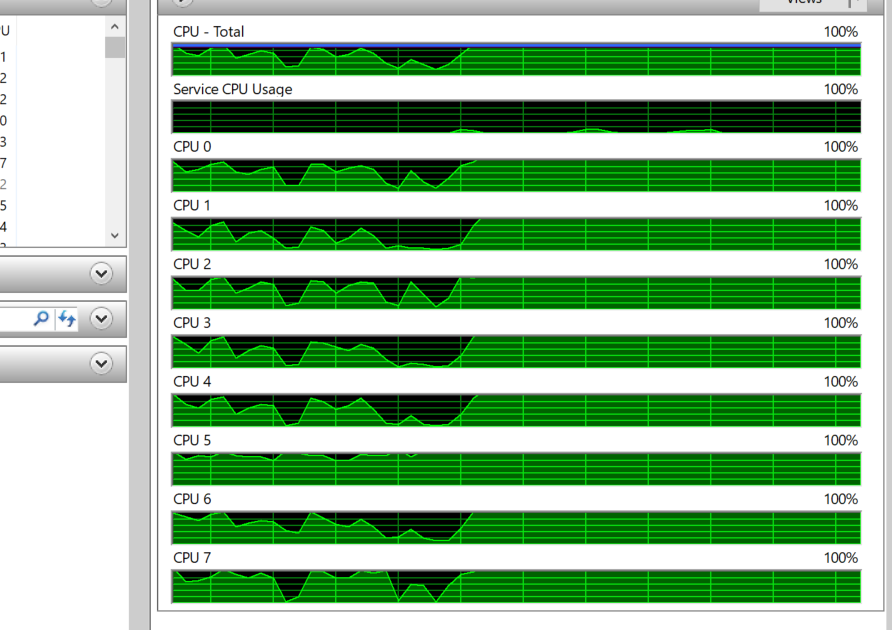 Views
CPU - Total 100%
Service CPU Usage 100%
CPU 0 100%
CPU 1 100%
CPU 2 100%
CPU 3 100%
CPU 4 100%
CPU 5 100%
CPU 6 100%
CPU 7 100%
U
1
2
2
0
3
7
2
5
4